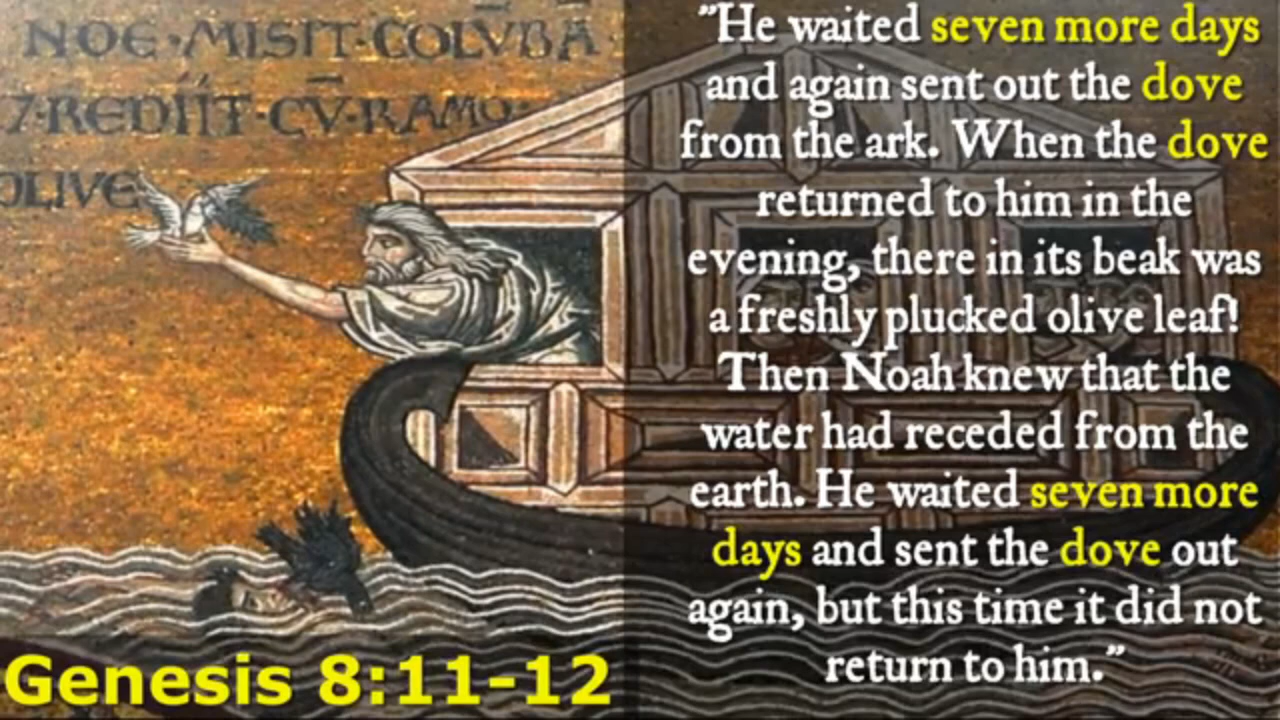 NOE·MISIT·COLVBA
7·REDIIT·CV·RAMO
OLIVE
"He waited seven more days
and again sent out the dove
from the ark. When the dove
returned to him in the
evening, there in its beak was
a freshly plucked olive leaf!
Then Noah knew that the
water had receded from the
earth. He waited seven more
days and sent the dove out
again, but this time it did not
return to him."
Genesis 8:11-12